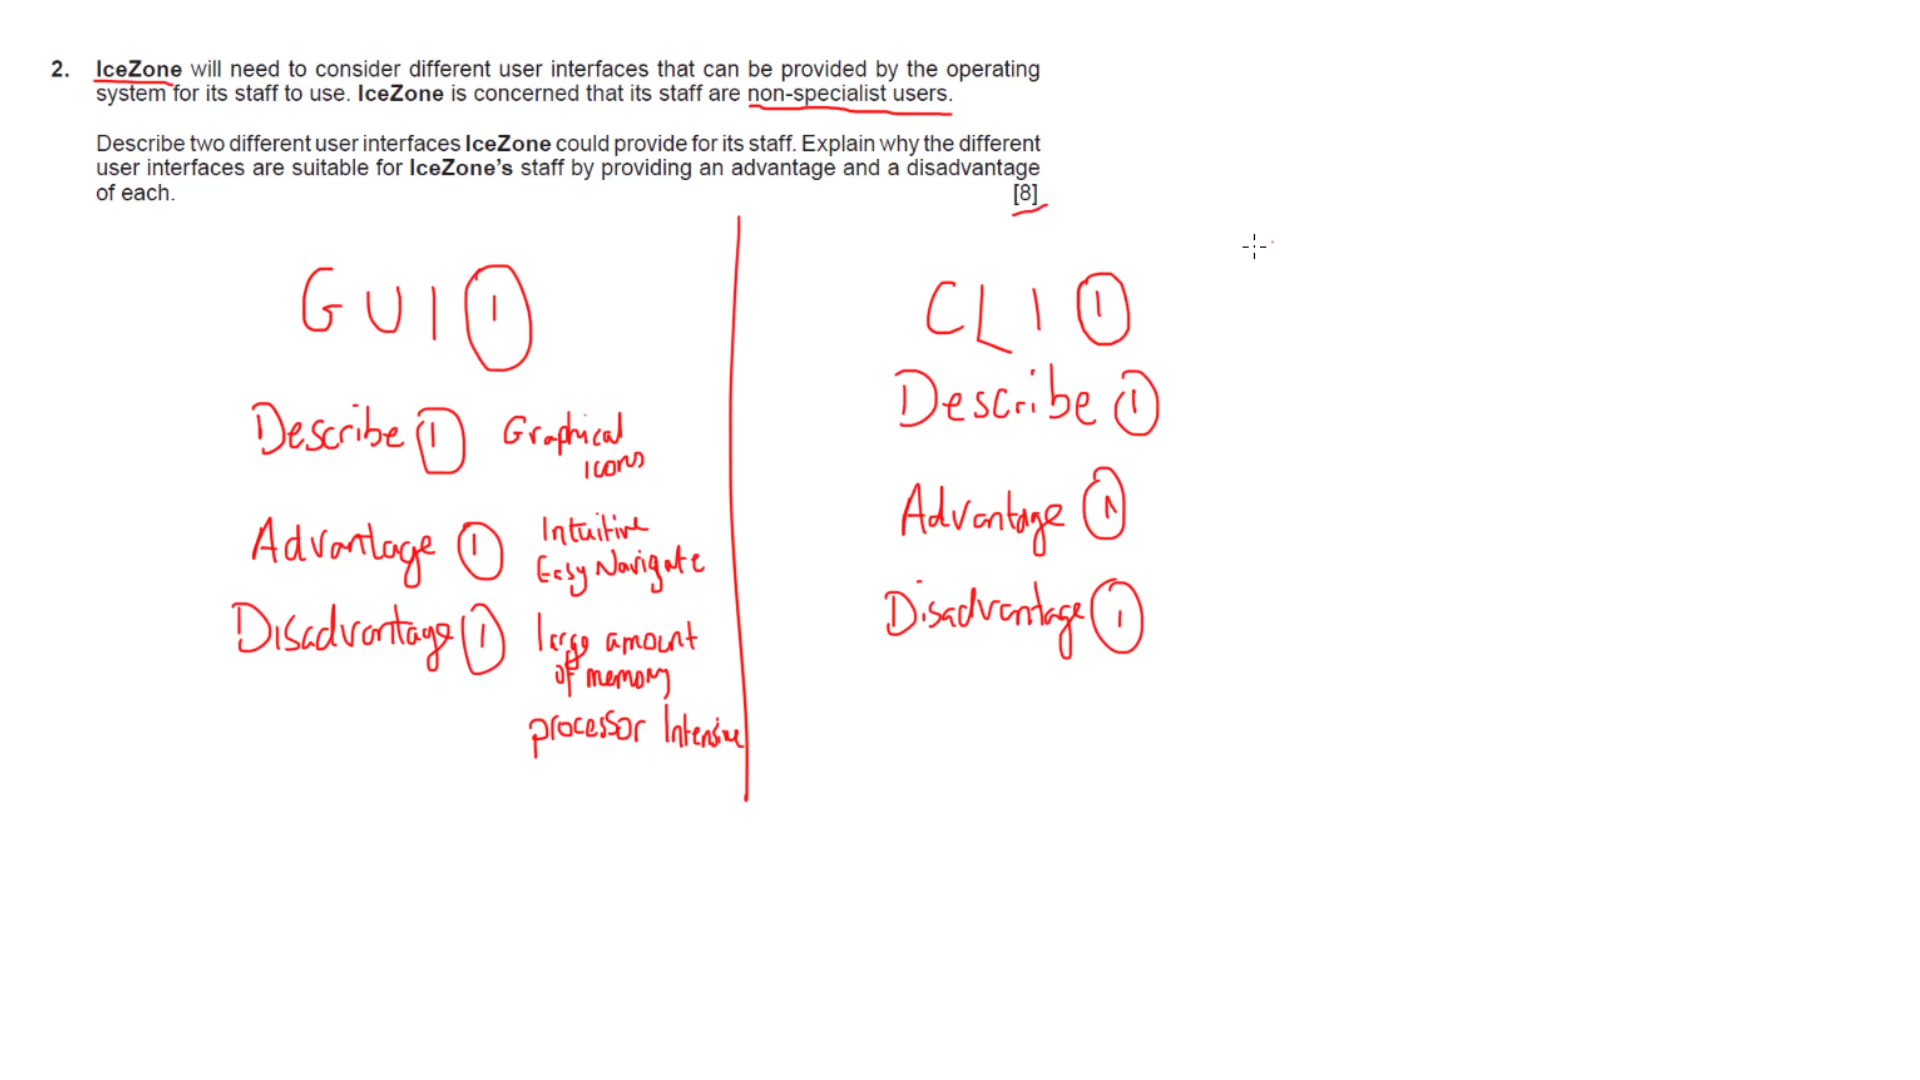 2. IceZone will need to consider different user interfaces that can be provided by the operating
system for its staff to use. IceZone is concerned that its staff are non-specialist users.
Describe two different user interfaces IceZone could provide for its staff. Explain why the different
user interfaces are suitable for IceZone's staff by providing an advantage and a disadvantage
of each. [8]
GUI 1
Describe 1 Graphical
Icons
Advantage 1 Intuitive
Easy Navigate
Disadvantage 1 large amount
of memory
processor Intensive
CLI 1
Describe 1
Advantage 1
Disadvantage 1